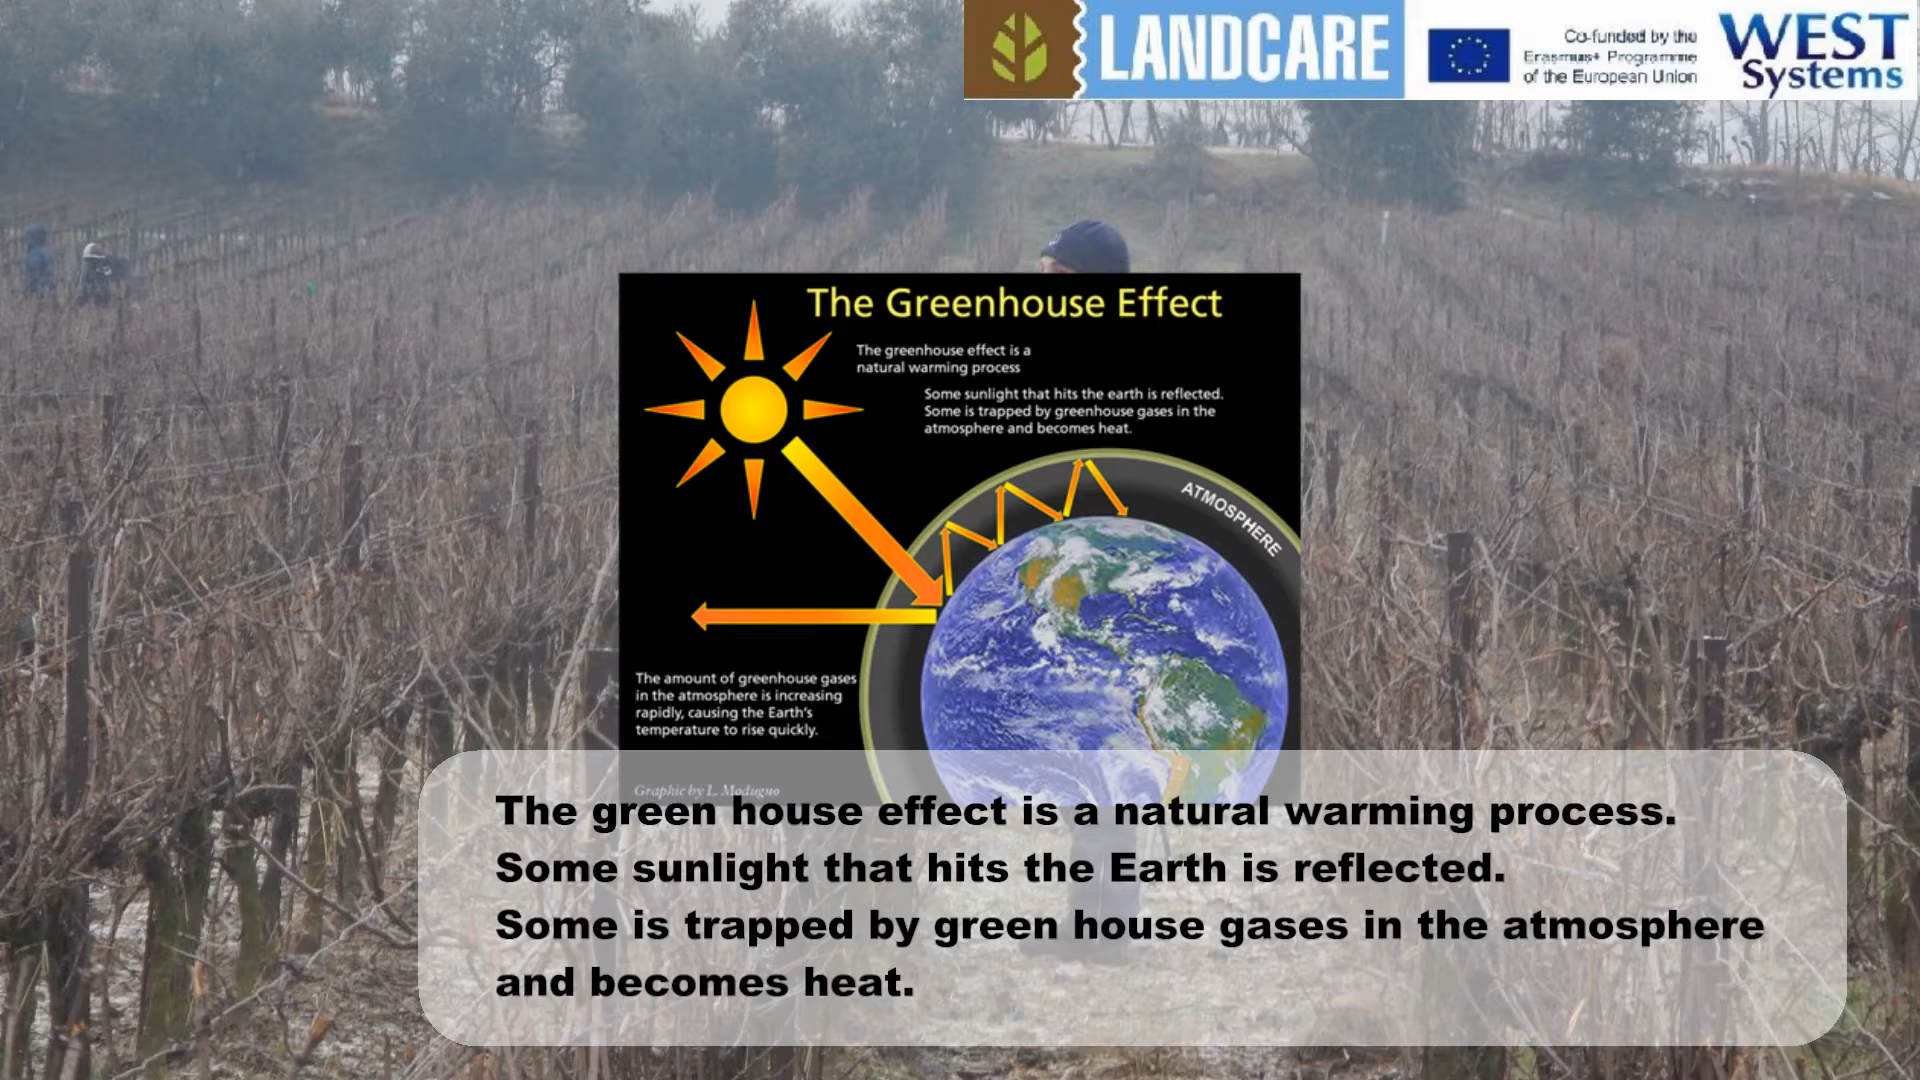 LANDCARE
Co-funded by the
Erasmus+ Programme
of the European Union
WEST
Systems
The Greenhouse Effect
The greenhouse effect is a
natural warming process
Some sunlight that hits the earth is reflected.
Some is trapped by greenhouse gases in the
atmosphere and becomes heat.
ATMOSPHERE
The amount of greenhouse gases
in the atmosphere is increasing
rapidly, causing the Earth's
temperature to rise quickly.
Graphic by L. Modugno
The green house effect is a natural warming process.
Some sunlight that hits the Earth is reflected.
Some is trapped by green house gases in the atmosphere
and becomes heat.